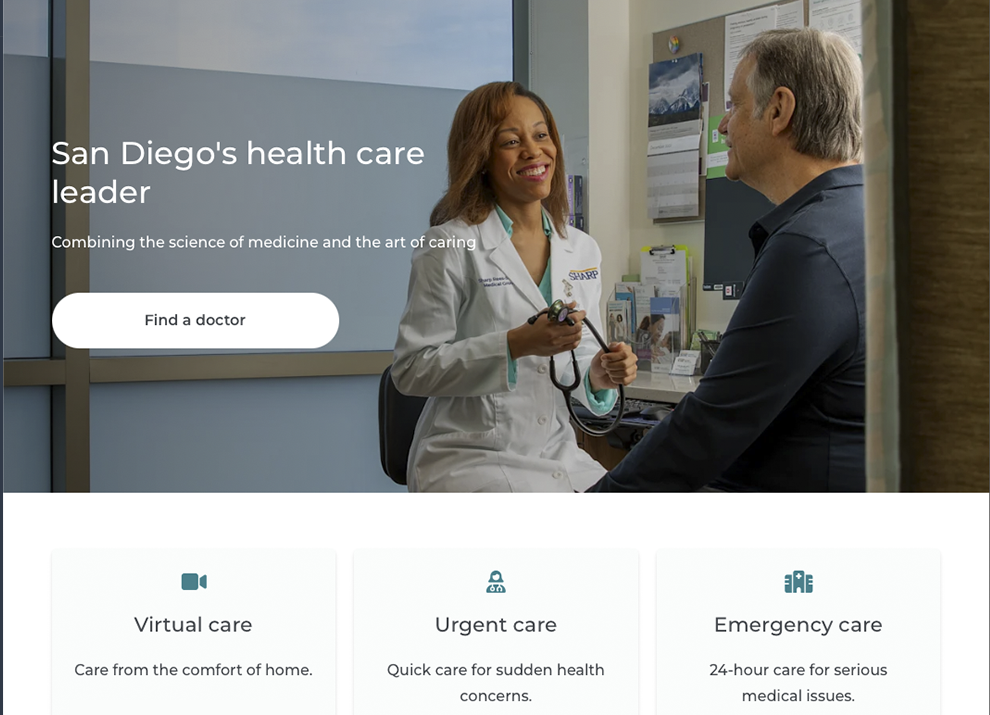 San Diego's health care
leader
Combining the science of medicine and the art of caring
Find a doctor
SHARP
Medical
Virtual care
Care from the comfort of home.
Urgent care
Quick care for sudden health
concerns.
Emergency care
24-hour care for serious
medical issues.